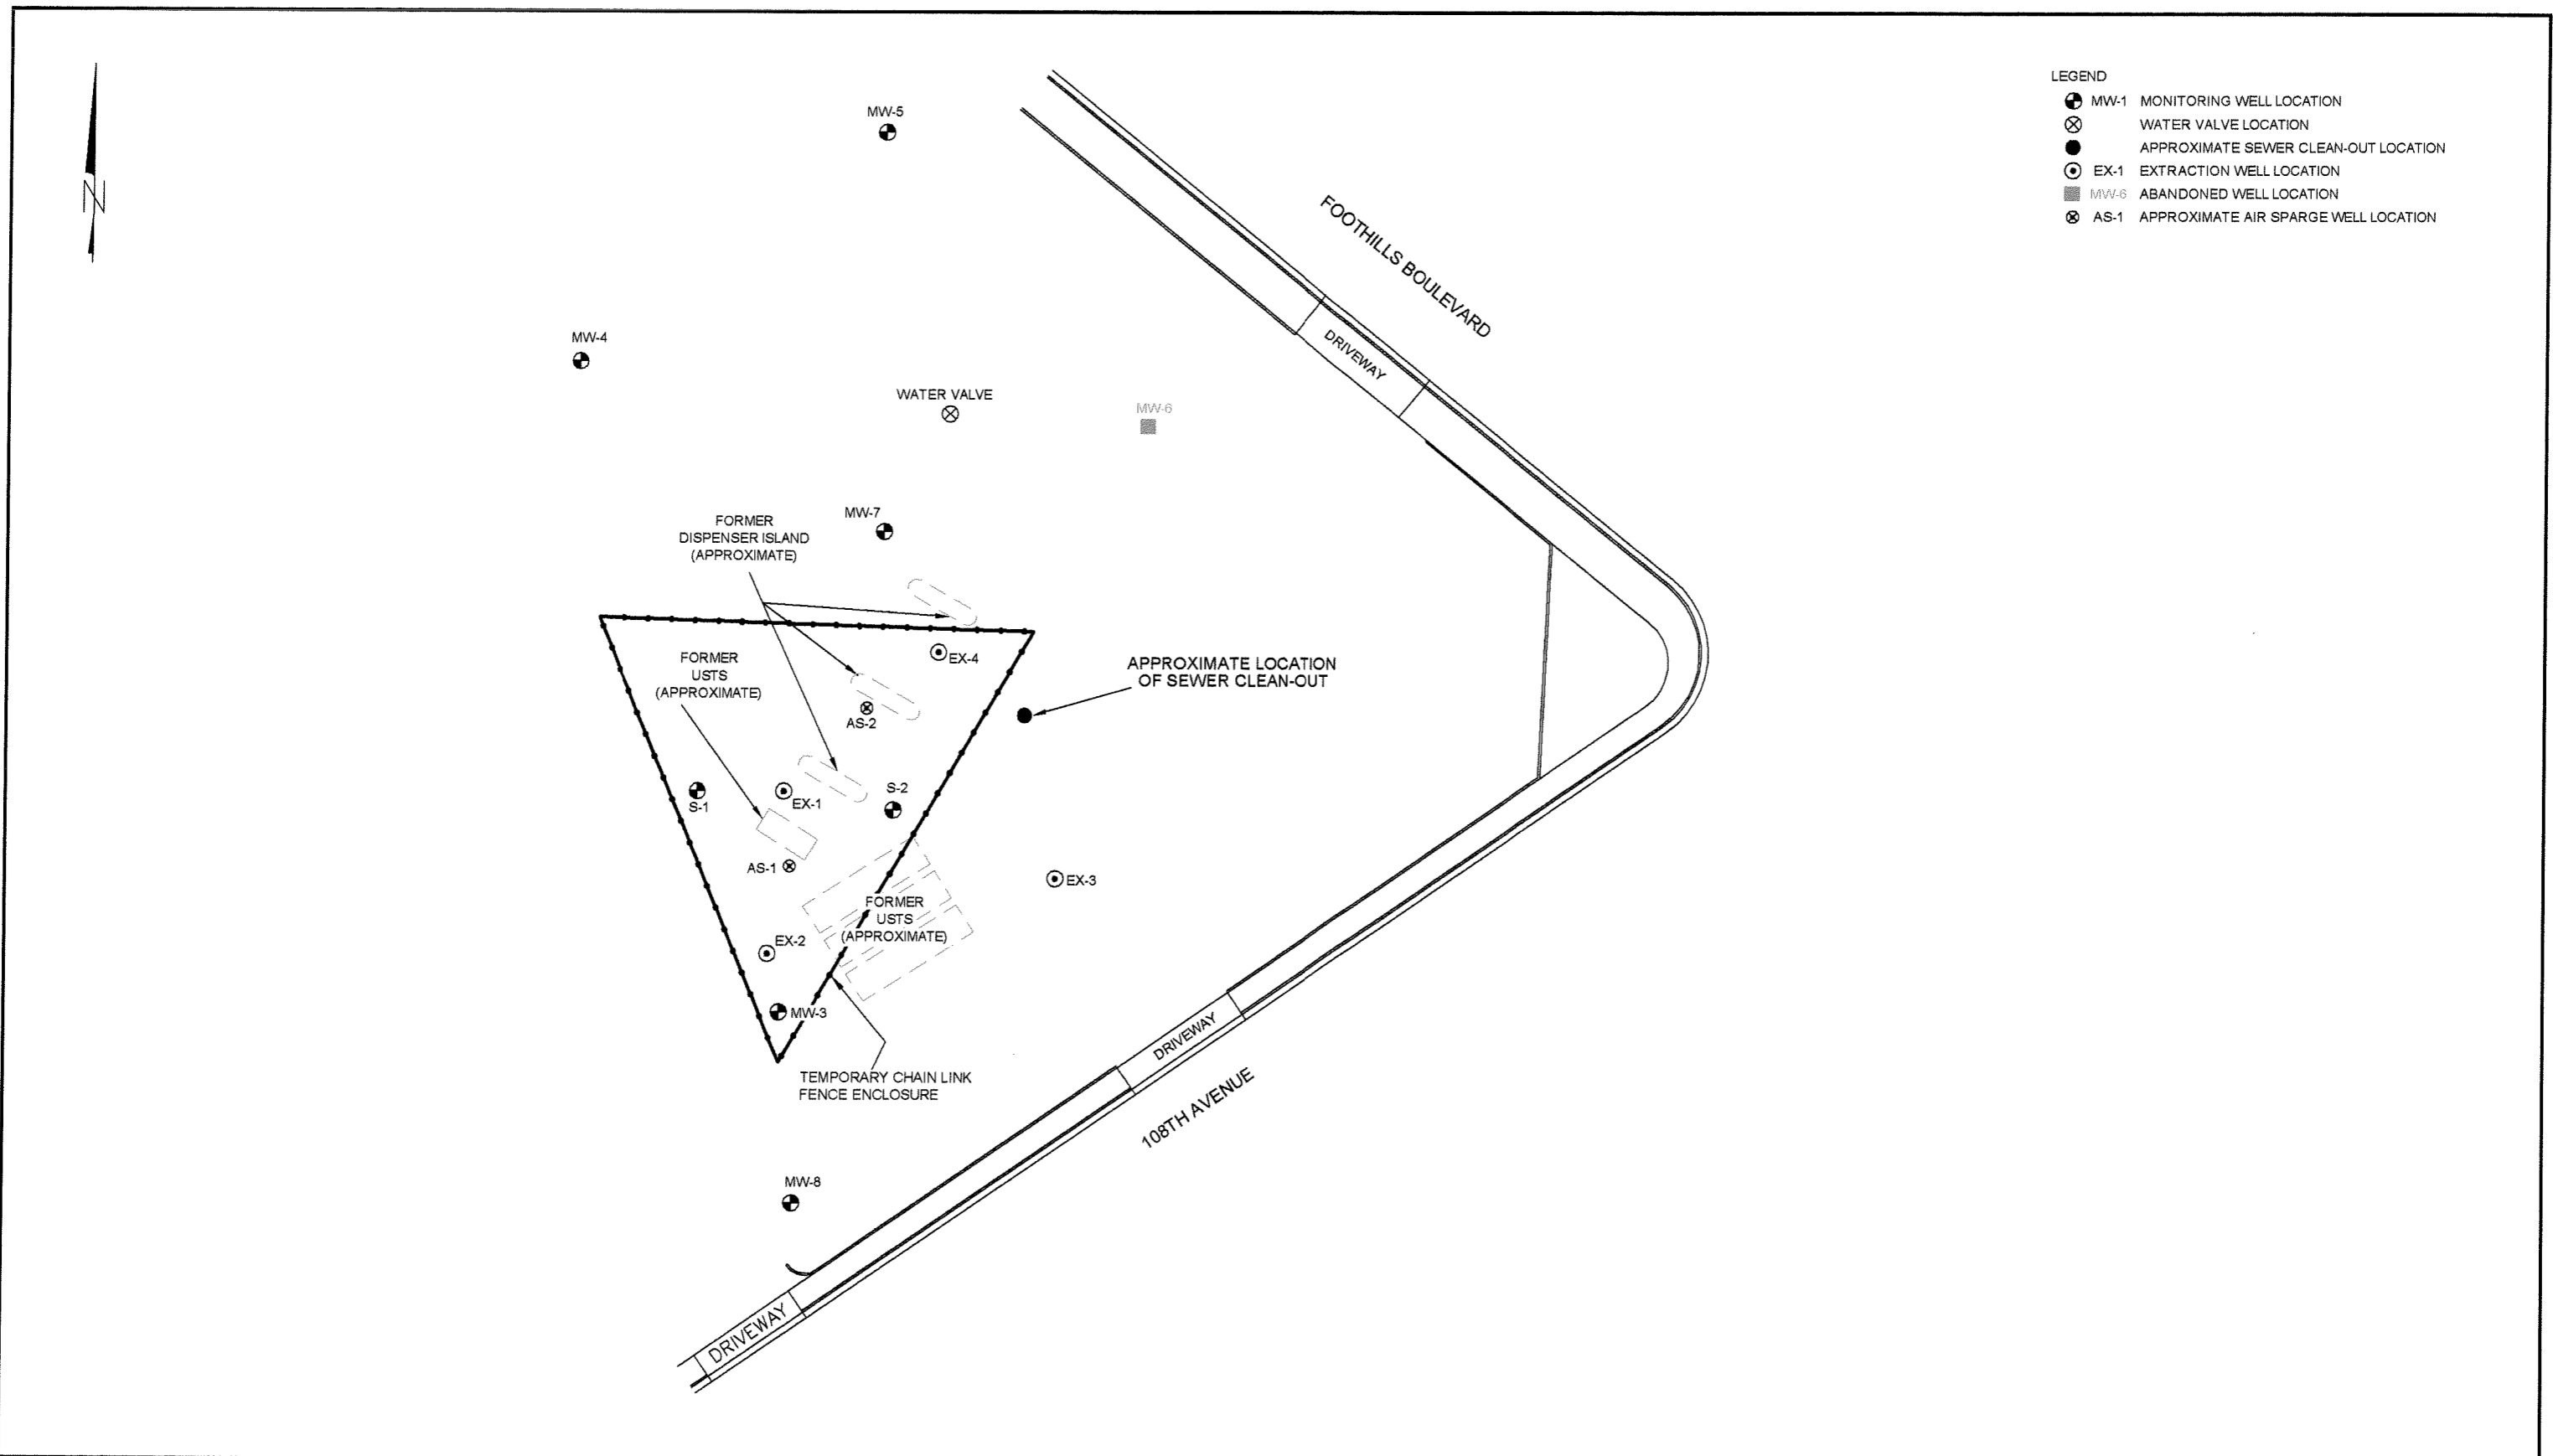 LEGEND
MW-1 MONITORING WELL LOCATION
WATER VALVE LOCATION
APPROXIMATE SEWER CLEAN-OUT LOCATION
EX-1 EXTRACTION WELL LOCATION
MW-6 ABANDONED WELL LOCATION
AS-1 APPROXIMATE AIR SPARGE WELL LOCATION
N
MW-5
FOOTHILLS BOULEVARD
DRIVEWAY
MW-4
WATER VALVE
MW-6
MW-7
FORMER
DISPENSER ISLAND
(APPROXIMATE)
EX-4
FORMER
USTS
(APPROXIMATE)
APPROXIMATE LOCATION
OF SEWER CLEAN-OUT
AS-2
S-1
EX-1
S-2
AS-1
EX-3
FORMER
USTS
(APPROXIMATE)
EX-2
MW-3
DRIVEWAY
TEMPORARY CHAIN LINK
FENCE ENCLOSURE
108TH AVENUE
MW-8
DRIVEWAY